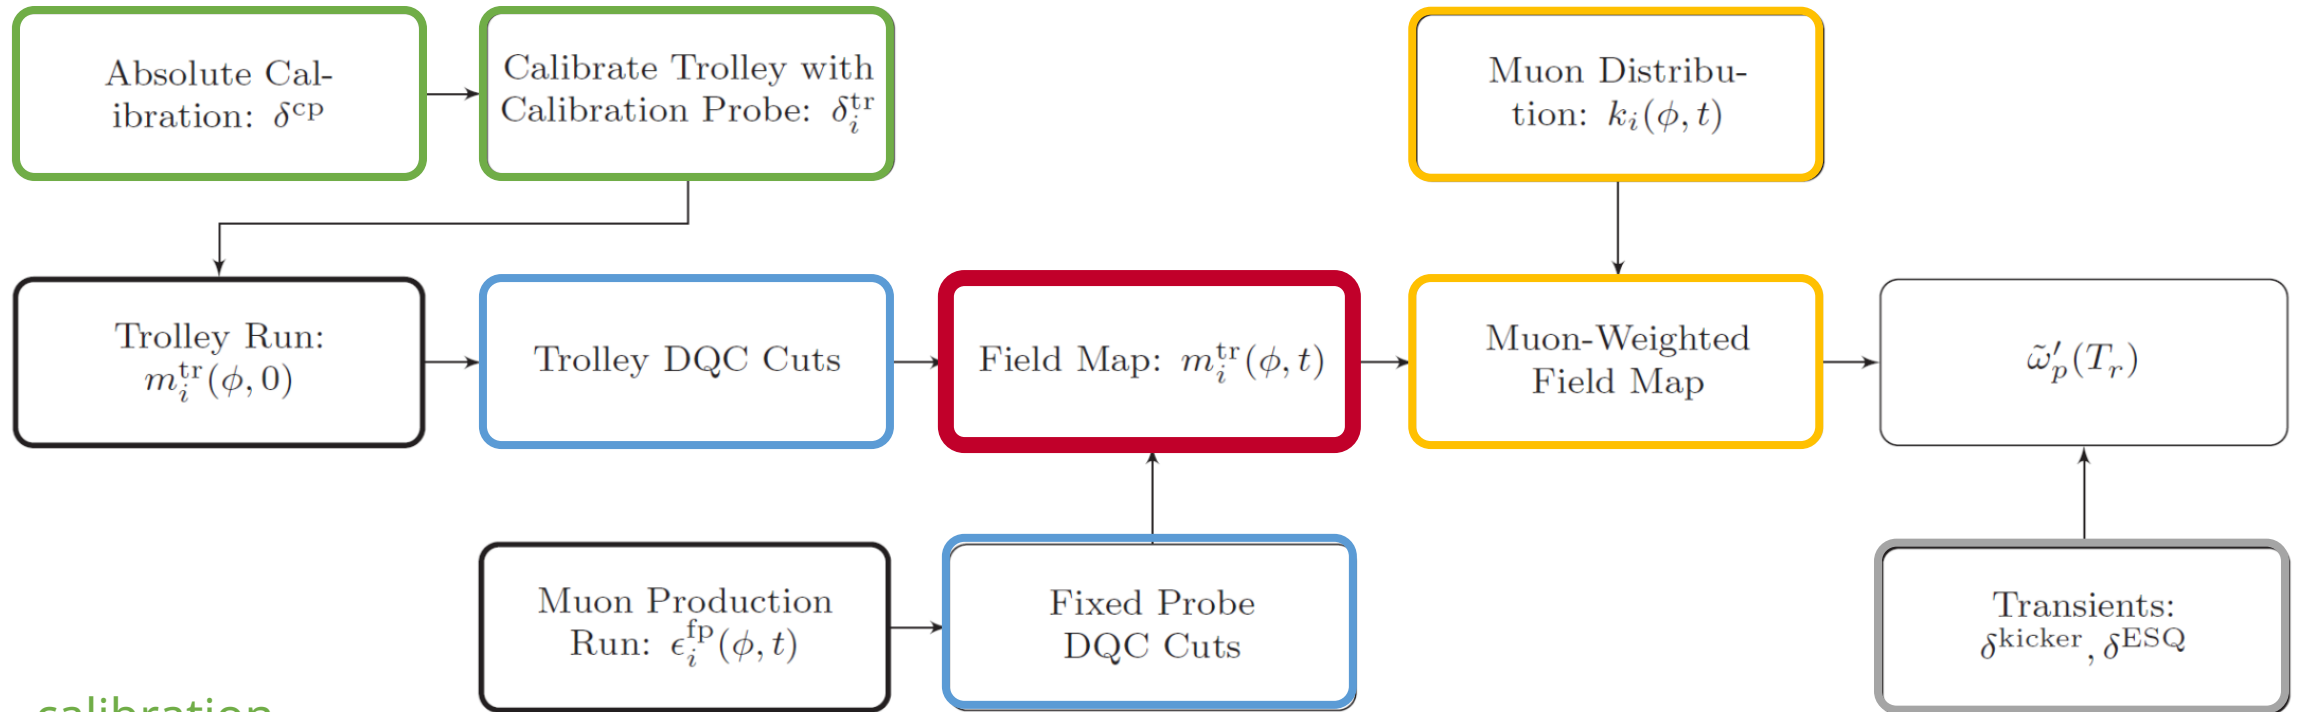 Absolute Cal-
ibration: δ^cp
Calibrate Trolley with
Calibration Probe: δ_i^tr
Muon Distribu-
tion: k_i(ϕ, t)
Trolley Run:
m_i^tr(ϕ, 0)
Trolley DQC Cuts
Field Map: m_i^tr(ϕ, t)
Muon-Weighted
Field Map
ω̃′_p(T_r)
Muon Production
Run: ϵ_i^fp(ϕ, t)
Fixed Probe
DQC Cuts
Transients:
δ^kicker, δ^ESQ
calibration